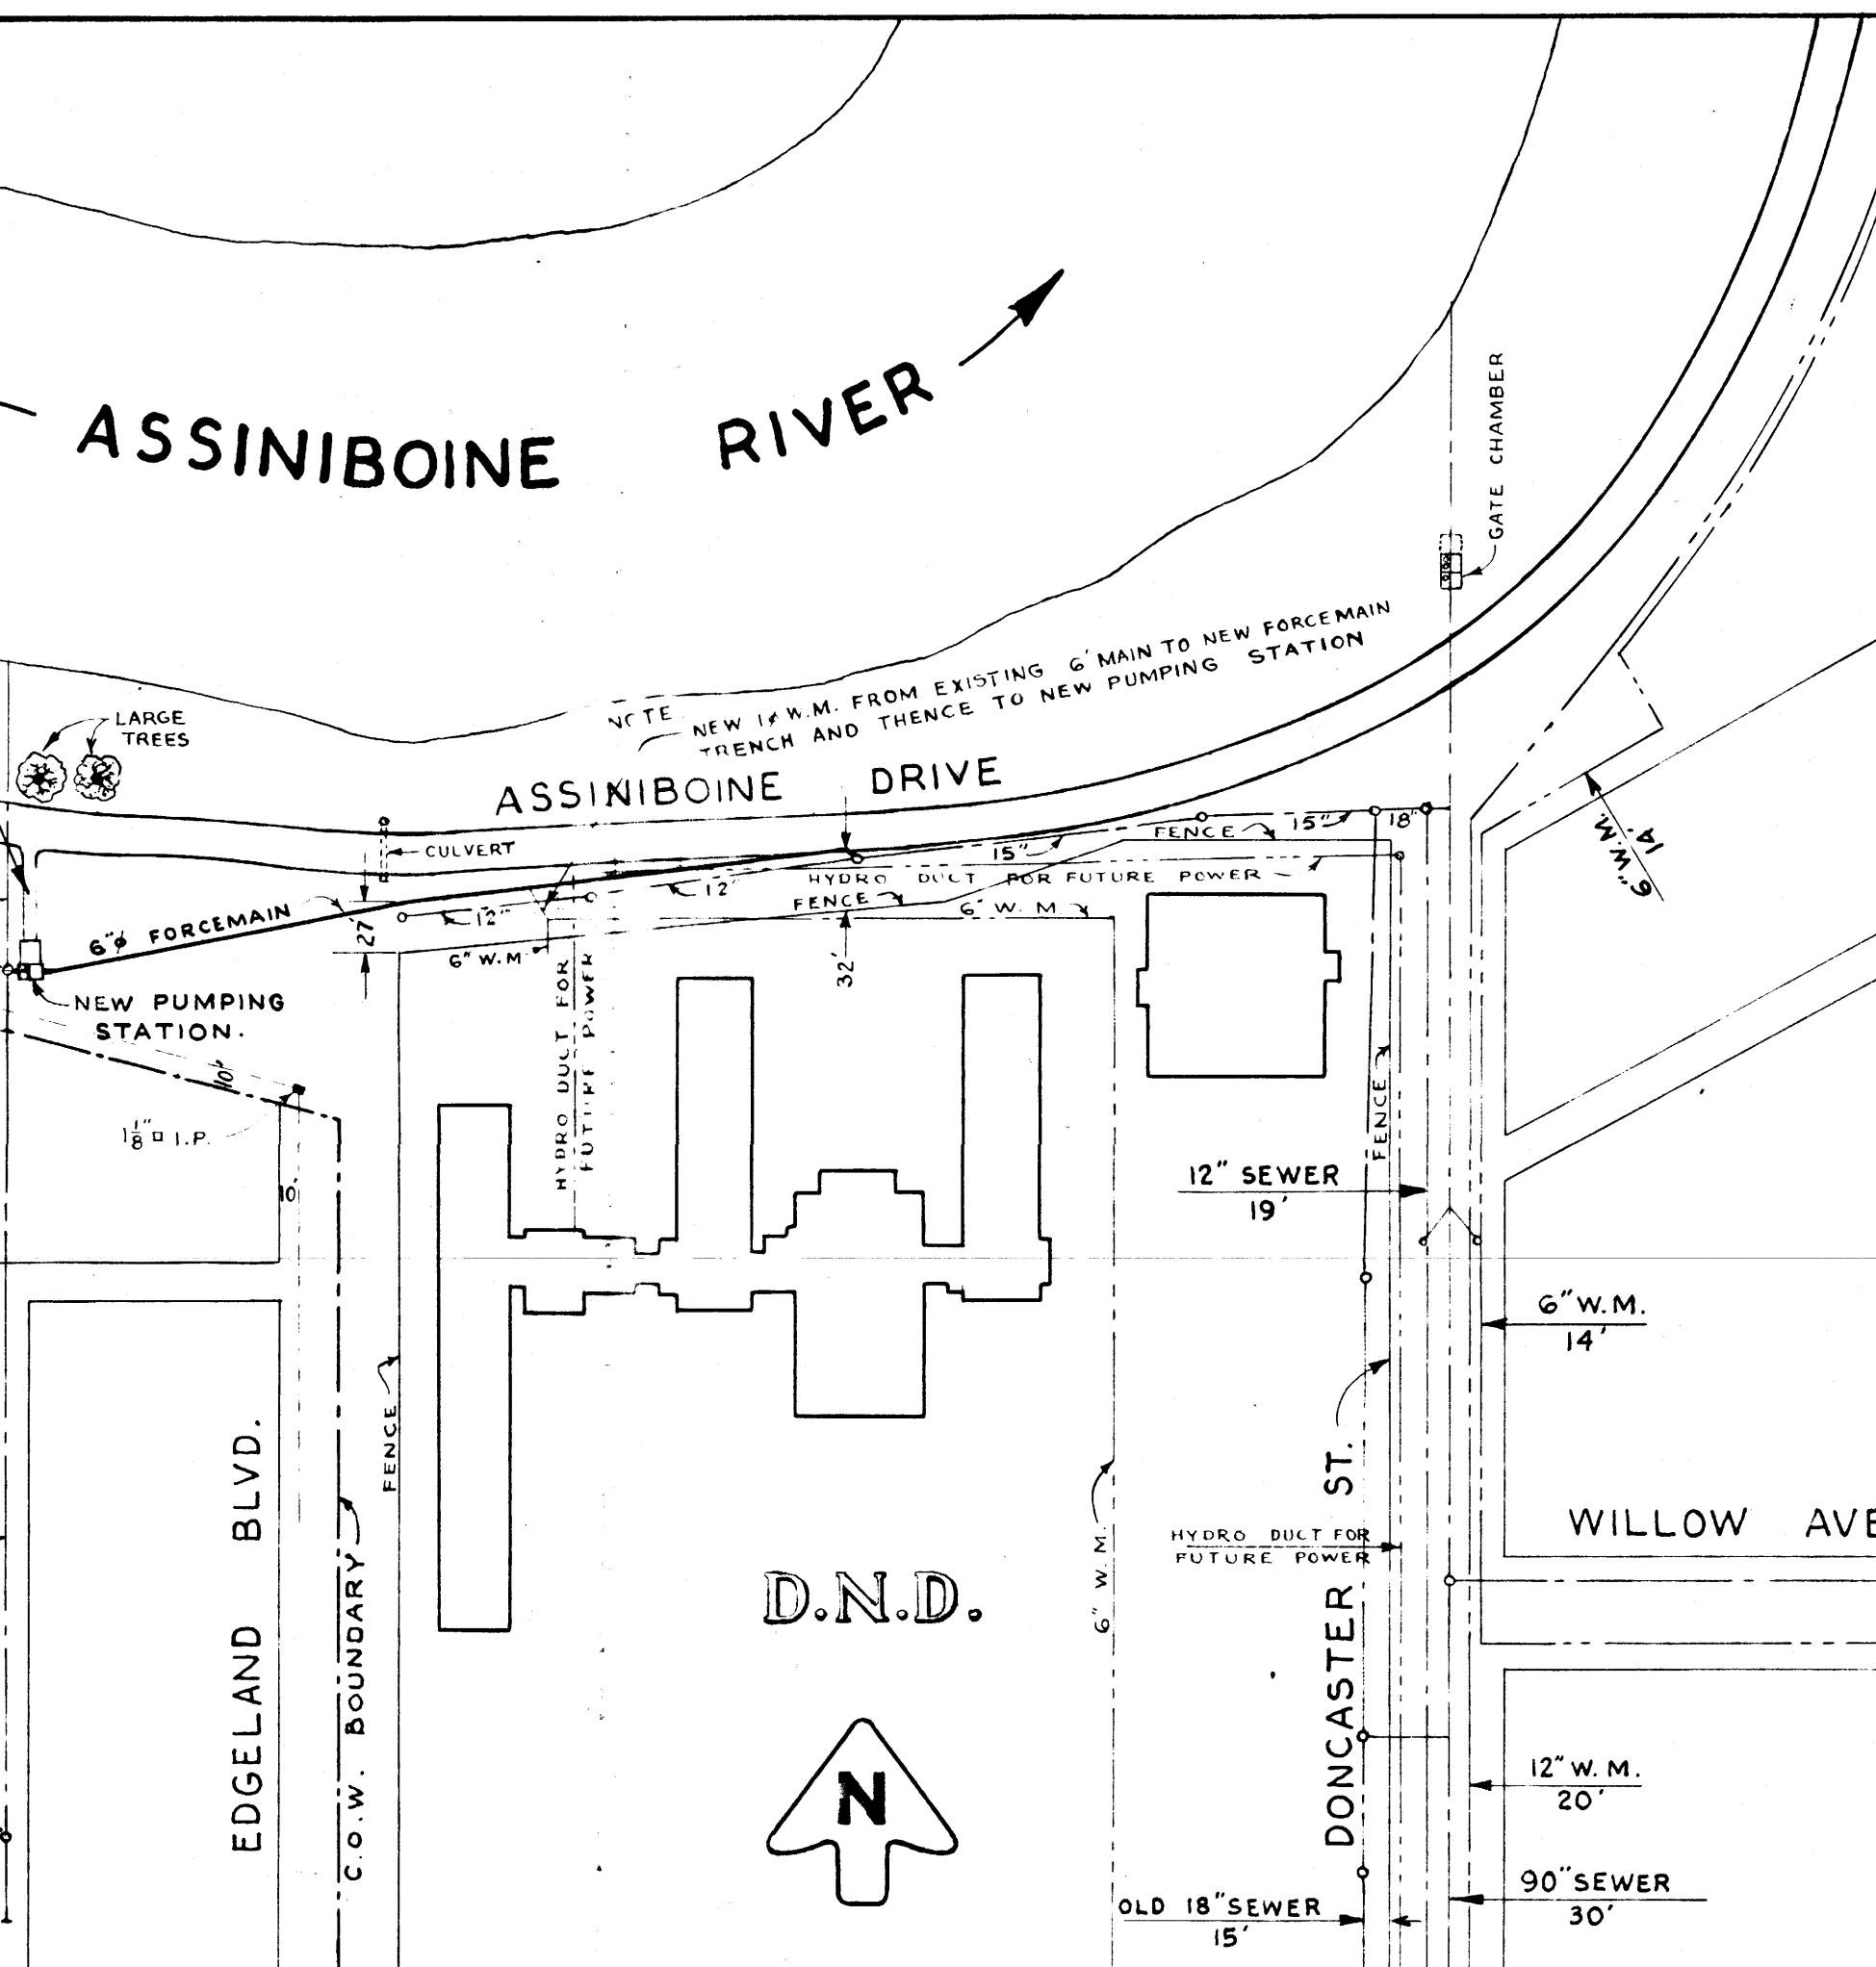 ASSINIBOINE RIVER
GATE CHAMBER
NOTE
NEW 1"φ W.M. FROM EXISTING 6" MAIN TO NEW FORCEMAIN
TRENCH AND THENCE TO NEW PUMPING STATION
LARGE
TREES
ASSINIBOINE DRIVE
CULVERT
15"
18"
FENCE
15"
6" W.M.
14'
12"
HYDRO DUCT FOR FUTURE POWER
FENCE
6" W.M.
6"φ FORCEMAIN
27'
12"
6" W.M.
32'
NEW PUMPING
STATION.
HYDRO DUCT FOR
FUTURE POWER
10'
1 1/8" □ I.P.
10'
FENCE
12" SEWER
19'
6" W.M.
14'
FENCE
EDGELAND BLVD.
C.O.W. BOUNDARY
D.N.D.
6" W.M.
HYDRO DUCT FOR
FUTURE POWER
DONCASTER ST.
WILLOW AVE
N
12" W.M.
20'
90" SEWER
30'
OLD 18" SEWER
15'